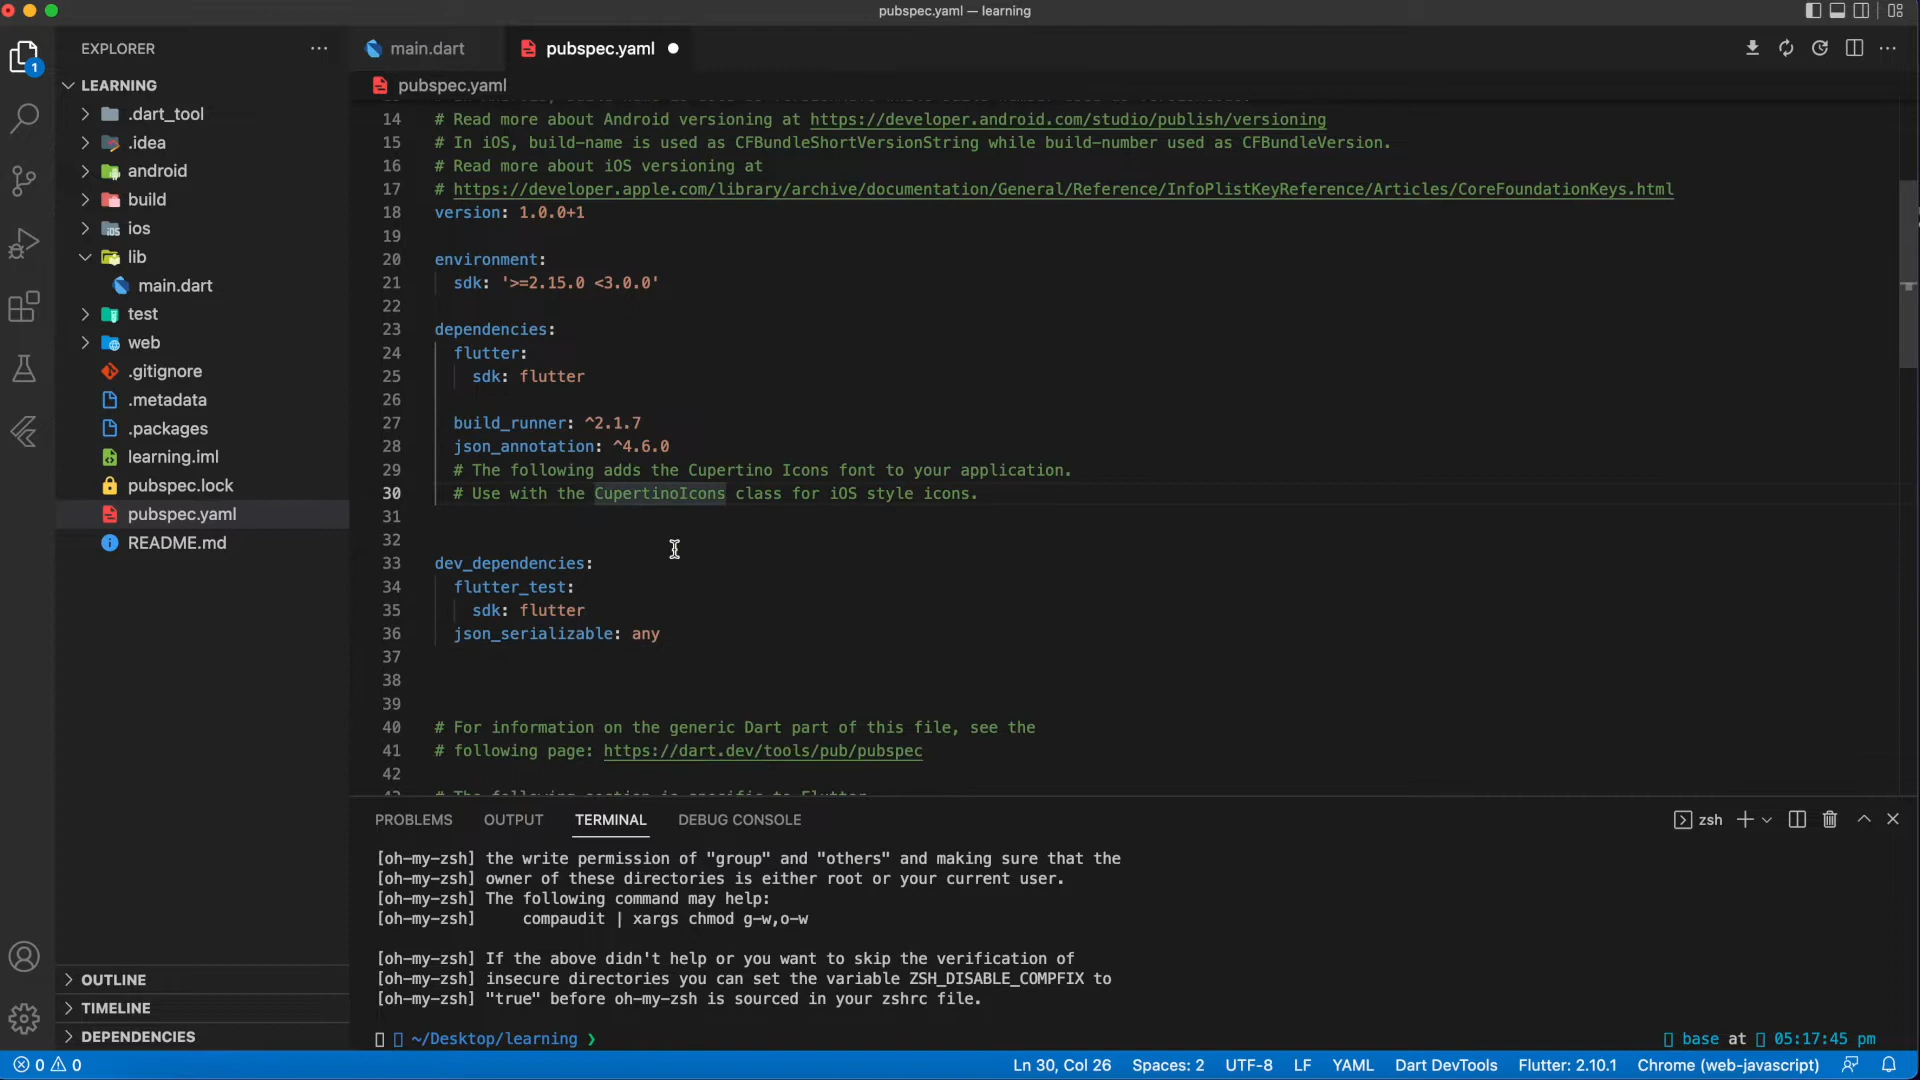 pubspec.yaml — learning
EXPLORER
LEARNING
.dart_tool
.idea
android
build
ios
lib
main.dart
test
web
.gitignore
.metadata
.packages
learning.iml
pubspec.lock
pubspec.yaml
README.md
OUTLINE
TIMELINE
DEPENDENCIES
1
main.dart
pubspec.yaml
pubspec.yaml
14 # Read more about Android versioning at https://developer.android.com/studio/publish/versioning
15 # In iOS, build-name is used as CFBundleShortVersionString while build-number used as CFBundleVersion.
16 # Read more about iOS versioning at
17 # https://developer.apple.com/library/archive/documentation/General/Reference/InfoPlistKeyReference/Articles/CoreFoundationKeys.html
18 version: 1.0.0+1
19
20 environment:
21 sdk: '>=2.15.0 <3.0.0'
22
23 dependencies:
24 flutter:
25 sdk: flutter
26
27 build_runner: ^2.1.7
28 json_annotation: ^4.6.0
29 # The following adds the Cupertino Icons font to your application.
30 # Use with the CupertinoIcons class for iOS style icons.
31
32
33 dev_dependencies:
34 flutter_test:
35 sdk: flutter
36 json_serializable: any
37
38
39
40 # For information on the generic Dart part of this file, see the
41 # following page: https://dart.dev/tools/pub/pubspec
42
PROBLEMS OUTPUT TERMINAL DEBUG CONSOLE
zsh
[oh-my-zsh] the write permission of "group" and "others" and making sure that the
[oh-my-zsh] owner of these directories is either root or your current user.
[oh-my-zsh] The following command may help:
[oh-my-zsh] compaudit | xargs chmod g-w,o-w
[oh-my-zsh] If the above didn't help or you want to skip the verification of
[oh-my-zsh] insecure directories you can set the variable ZSH_DISABLE_COMPFIX to
[oh-my-zsh] "true" before oh-my-zsh is sourced in your zshrc file.
~/Desktop/learning ❯
base at 05:17:45 pm
0 0
Ln 30, Col 26 Spaces: 2 UTF-8 LF YAML Dart DevTools Flutter: 2.10.1 Chrome (web-javascript)